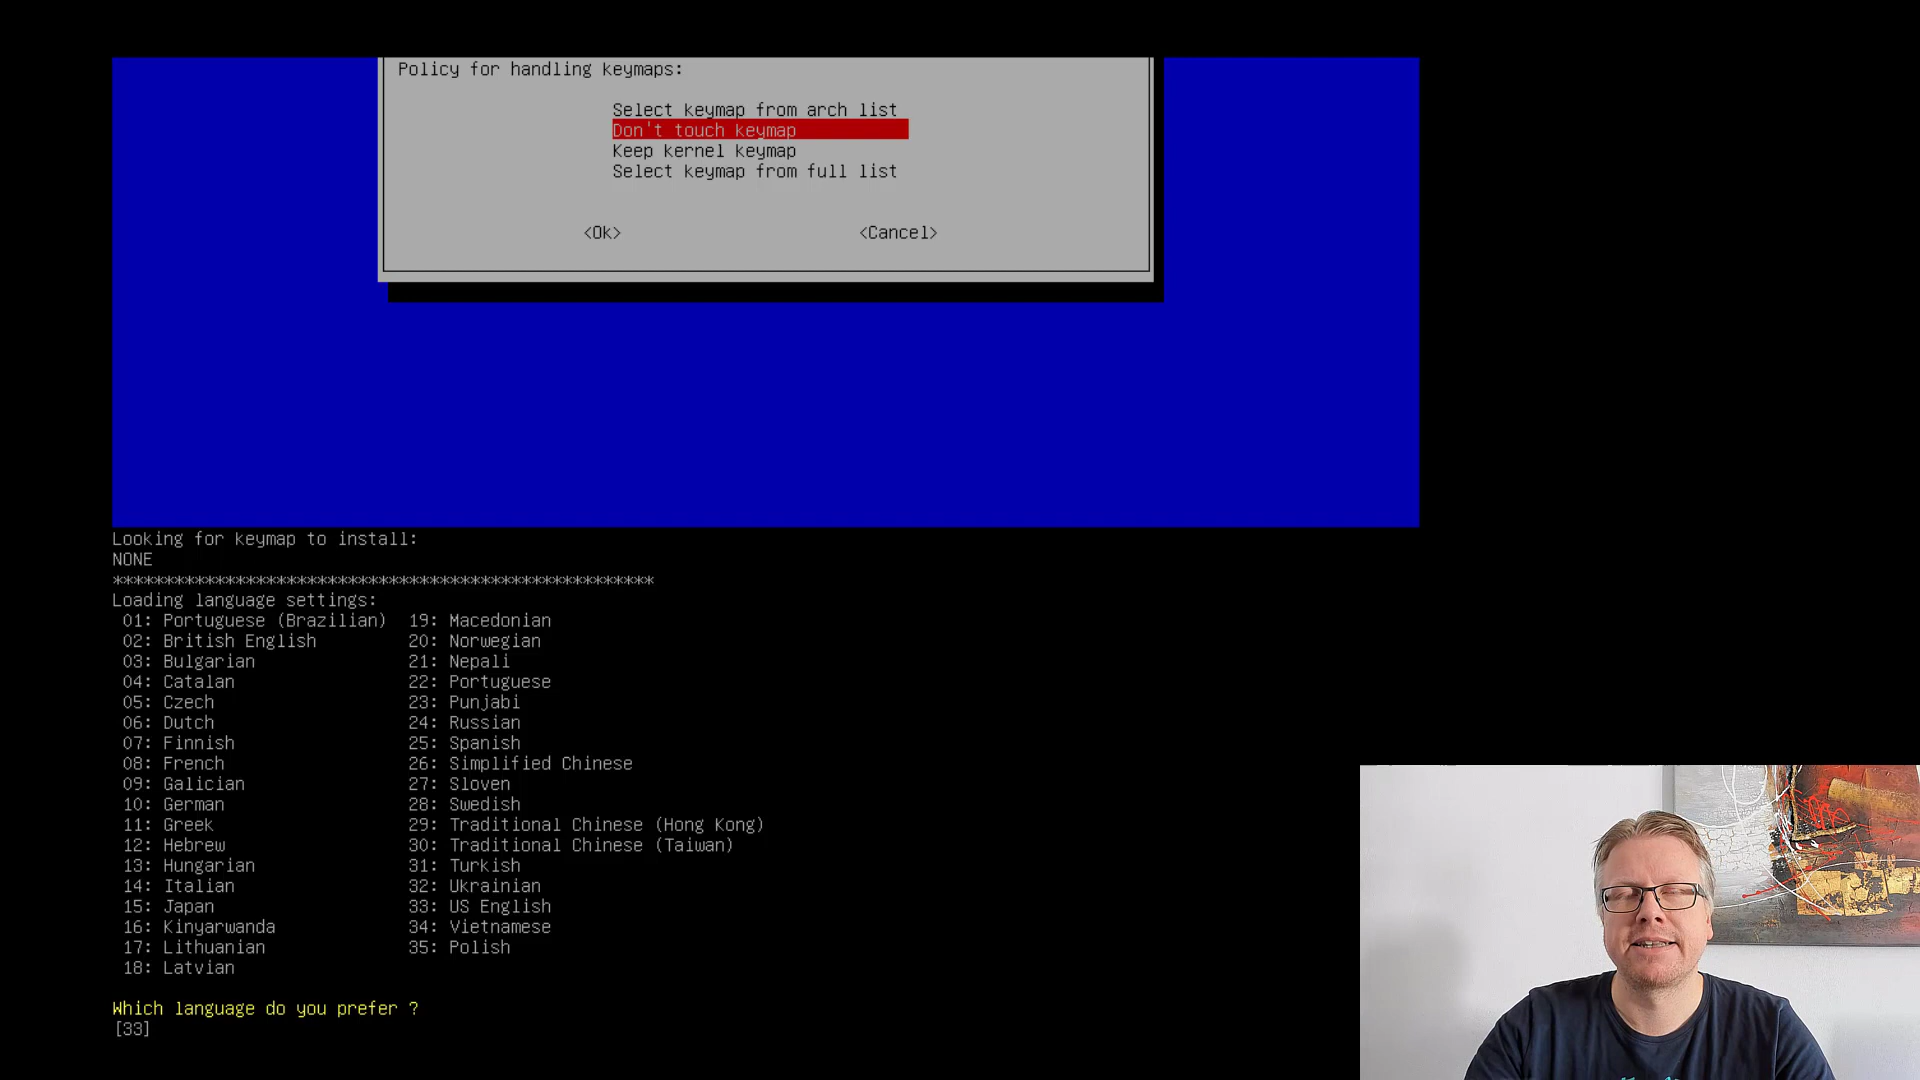 Policy for handling keymaps:
Select keymap from arch list
Don't touch keymap
Keep kernel keymap
Select keymap from full list
<Ok> <Cancel>
Looking for keymap to install:
NONE
*****************************************************
Loading language settings:
01: Portuguese (Brazilian) 19: Macedonian
02: British English 20: Norwegian
03: Bulgarian 21: Nepali
04: Catalan 22: Portuguese
05: Czech 23: Punjabi
06: Dutch 24: Russian
07: Finnish 25: Spanish
08: French 26: Simplified Chinese
09: Galician 27: Sloven
10: German 28: Swedish
11: Greek 29: Traditional Chinese (Hong Kong)
12: Hebrew 30: Traditional Chinese (Taiwan)
13: Hungarian 31: Turkish
14: Italian 32: Ukrainian
15: Japan 33: US English
16: Kinyarwanda 34: Vietnamese
17: Lithuanian 35: Polish
18: Latvian
Which language do you prefer ?
[33]